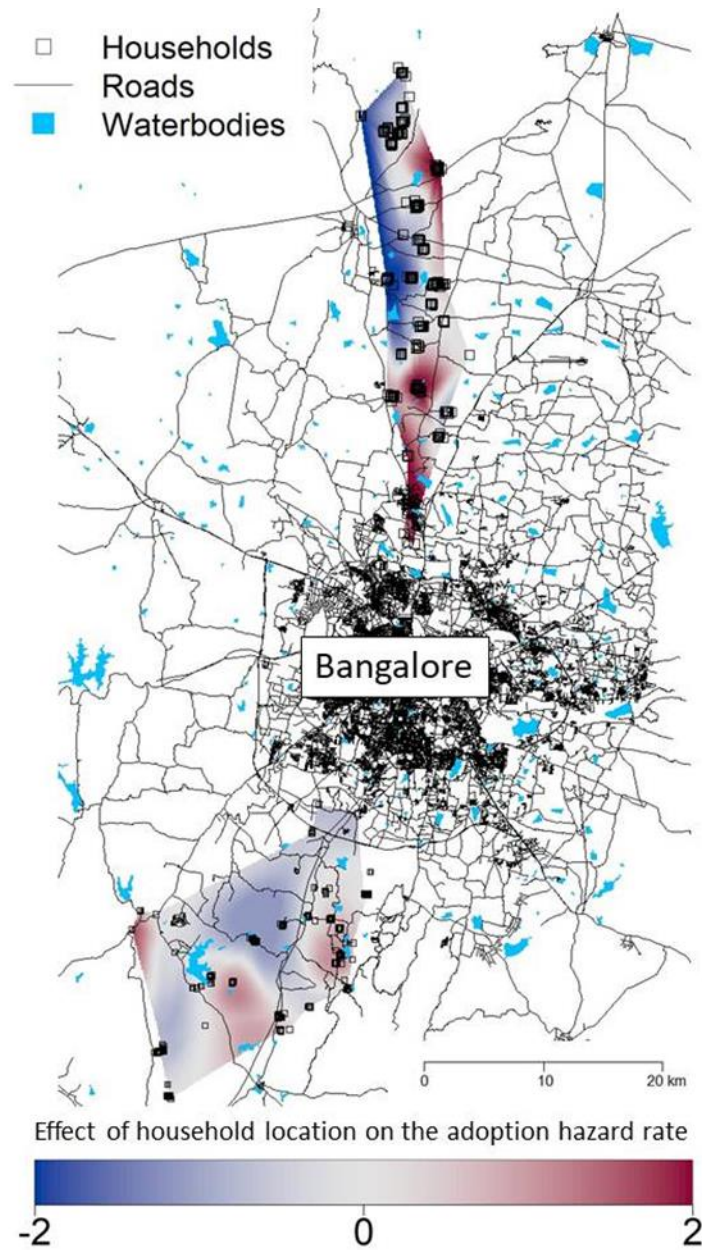 Households
Roads
Waterbodies
Bangalore
0 10 20 km
Effect of household location on the adoption hazard rate
-2 0 2